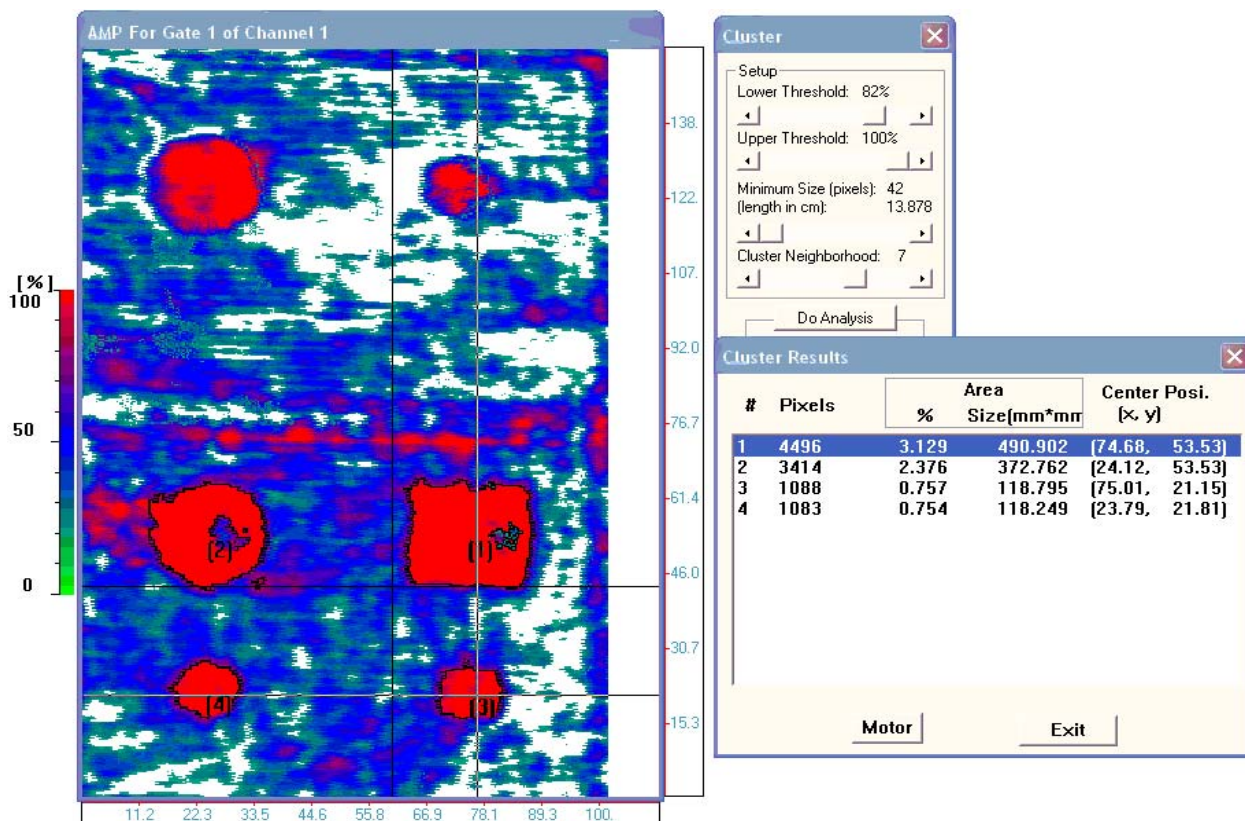 AMP For Gate 1 of Channel 1
[%]
100
50
0
(2)
(1)
(4)
(3)
138.
122.
107.
92.0
76.7
61.4
46.0
30.7
15.3
11.2 22.3 33.5 44.6 55.8 66.9 78.1 89.3 100.
Cluster
Setup
Lower Threshold: 82%
Upper Threshold: 100%
Minimum Size (pixels): 42
(length in cm): 13.878
Cluster Neighborhood: 7
Do Analysis
Cluster Results
Area
# Pixels % Size(mm*mm Center Posi.
(x, y)
1 4496 3.129 490.902 (74.68, 53.53)
2 3414 2.376 372.762 (24.12, 53.53)
3 1088 0.757 118.795 (75.01, 21.15)
4 1083 0.754 118.249 (23.79, 21.81)
Motor Exit